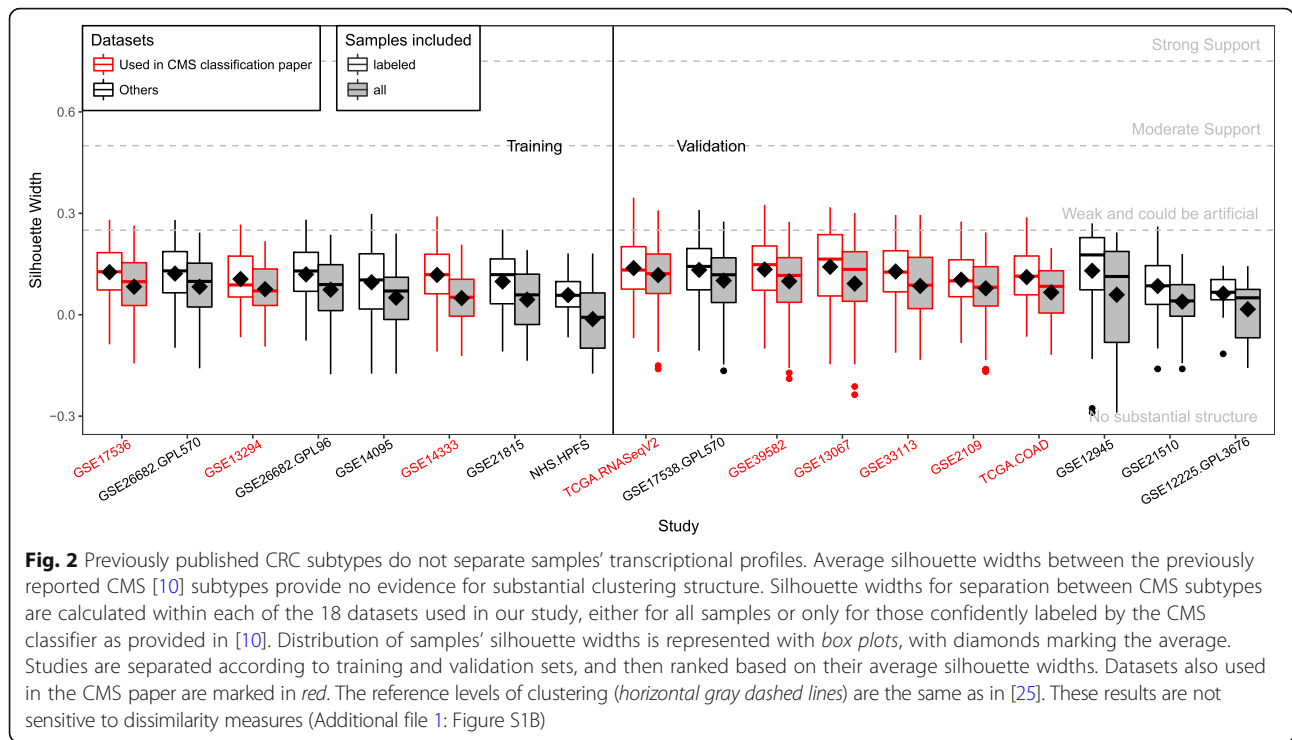 Datasets
Used in CMS classification paper
Others
Samples included
labeled
all
Strong Support
Moderate Support
Training
Validation
Weak and could be artificial
No substantial structure
Silhouette Width
0.6
0.3
0.0
−0.3
GSE17536
GSE26682.GPL570
GSE13294
GSE26682.GPL96
GSE14095
GSE14333
GSE21815
NHS.HPFS
TCGA.RNASeqV2
GSE17538.GPL570
GSE39582
GSE13067
GSE33113
GSE2109
TCGA.COAD
GSE12945
GSE21510
GSE12225.GPL3676
Study
Fig. 2 Previously published CRC subtypes do not separate samples’ transcriptional profiles. Average silhouette widths between the previously
reported CMS [10] subtypes provide no evidence for substantial clustering structure. Silhouette widths for separation between CMS subtypes
are calculated within each of the 18 datasets used in our study, either for all samples or only for those confidently labeled by the CMS
classifier as provided in [10]. Distribution of samples’ silhouette widths is represented with box plots, with diamonds marking the average.
Studies are separated according to training and validation sets, and then ranked based on their average silhouette widths. Datasets also used
in the CMS paper are marked in red. The reference levels of clustering (horizontal gray dashed lines) are the same as in [25]. These results are not
sensitive to dissimilarity measures (Additional file 1: Figure S1B)